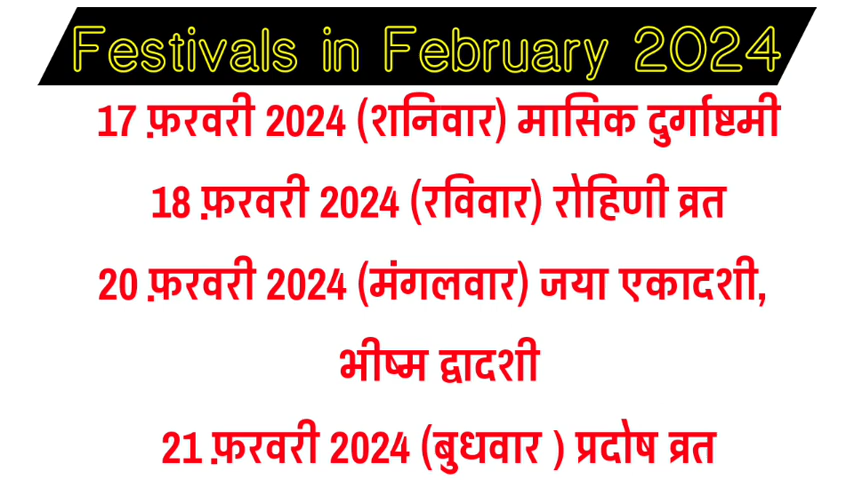 Festivals in February 2024
17 फ़रवरी 2024 (शनिवार) मासिक दुर्गाष्टमी
18 फ़रवरी 2024 (रविवार) रोहिणी व्रत
20 फ़रवरी 2024 (मंगलवार) जया एकादशी,
भीष्म द्वादशी
21 फ़रवरी 2024 (बुधवार ) प्रदोष व्रत